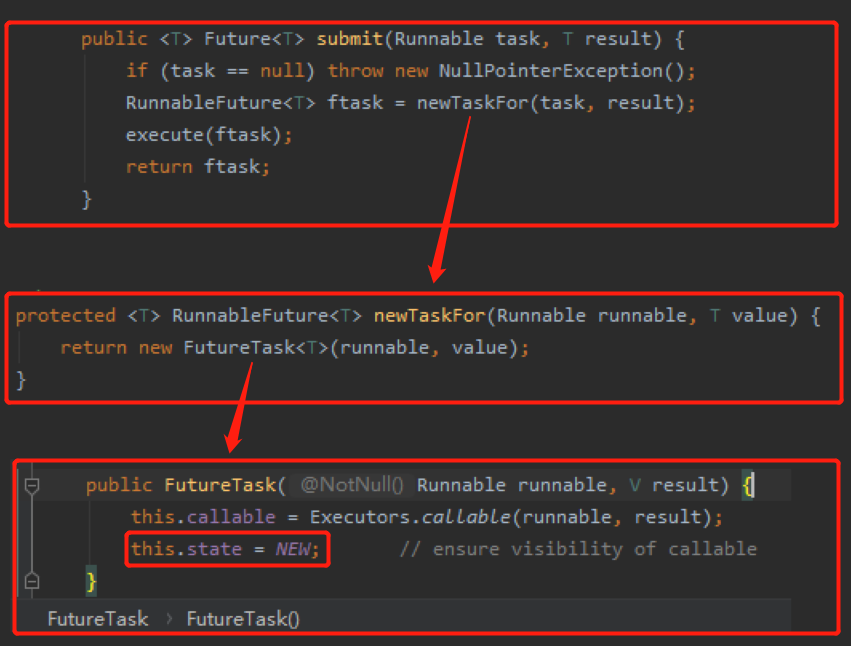 public <T> Future<T> submit(Runnable task, T result) {
if (task == null) throw new NullPointerException();
RunnableFuture<T> ftask = newTaskFor(task, result);
execute(ftask);
return ftask;
}
protected <T> RunnableFuture<T> newTaskFor(Runnable runnable, T value) {
return new FutureTask<T>(runnable, value);
}
public FutureTask( @NotNull() Runnable runnable, V result) {
this.callable = Executors.callable(runnable, result);
this.state = NEW; // ensure visibility of callable
}
FutureTask › FutureTask()